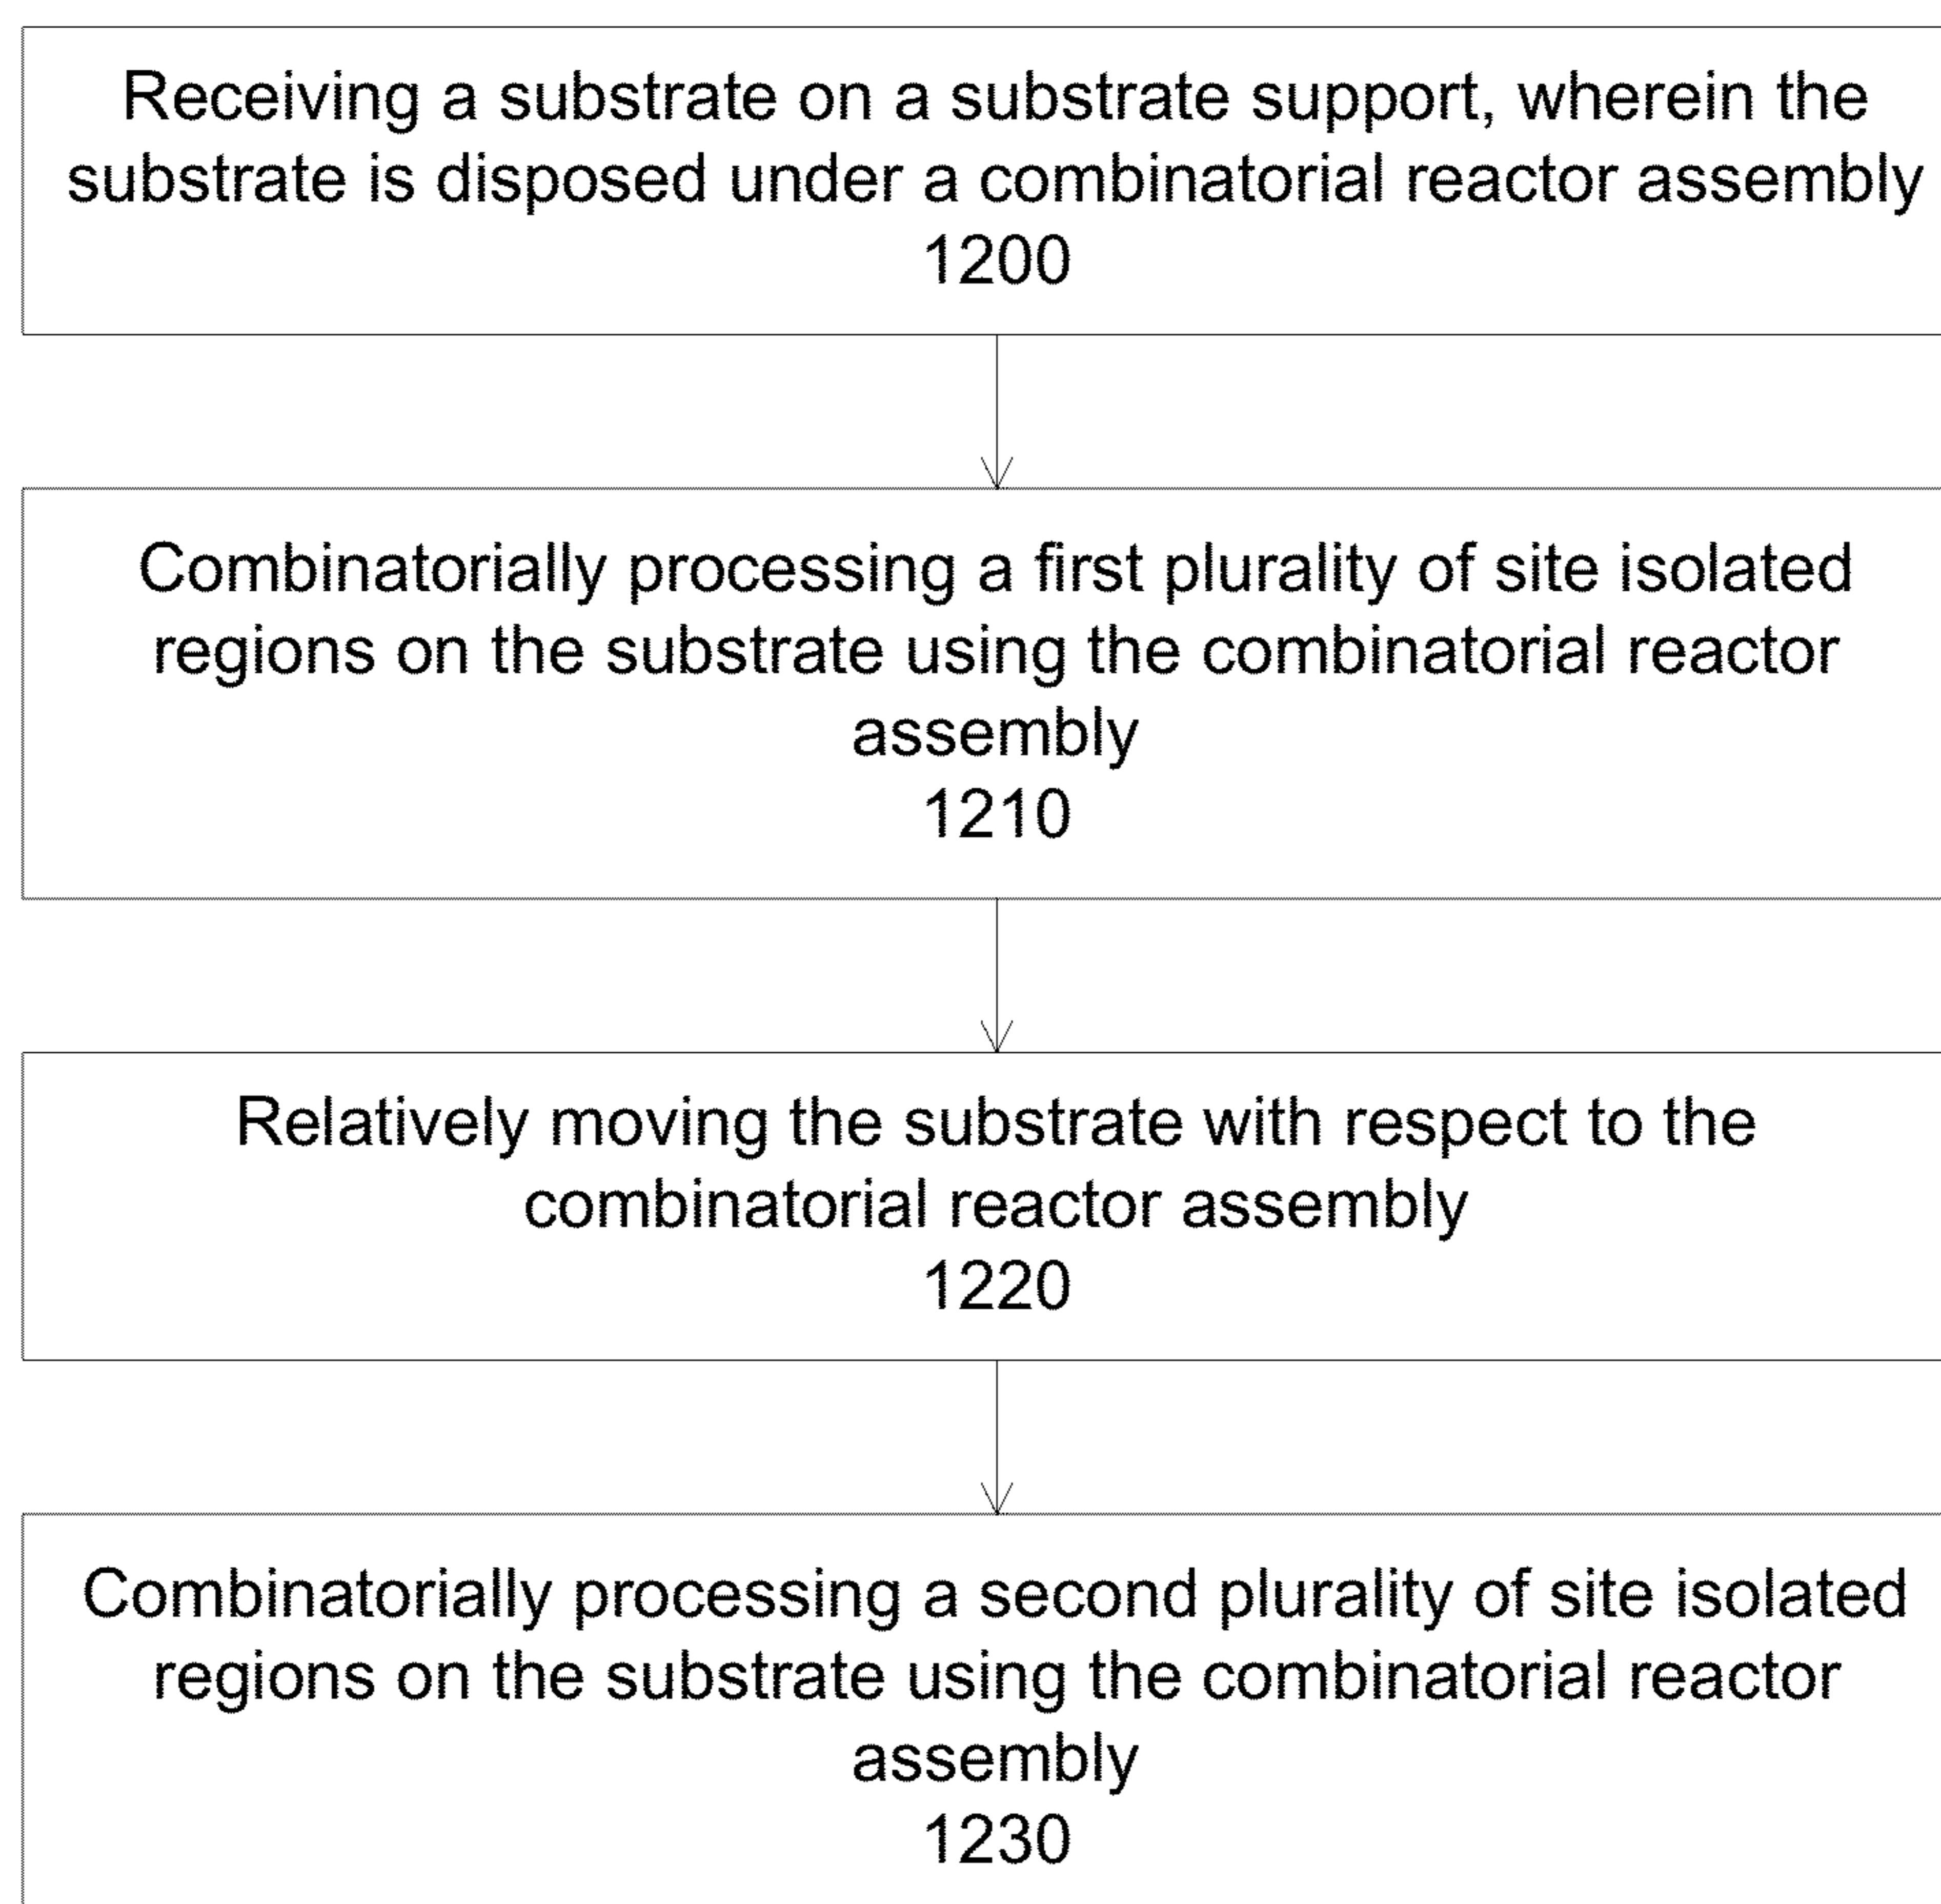 Receiving a substrate on a substrate support, wherein the
substrate is disposed under a combinatorial reactor assembly
1200
Combinatorially processing a first plurality of site isolated
regions on the substrate using the combinatorial reactor
assembly
1210
Relatively moving the substrate with respect to the
combinatorial reactor assembly
1220
Combinatorially processing a second plurality of site isolated
regions on the substrate using the combinatorial reactor
assembly
1230